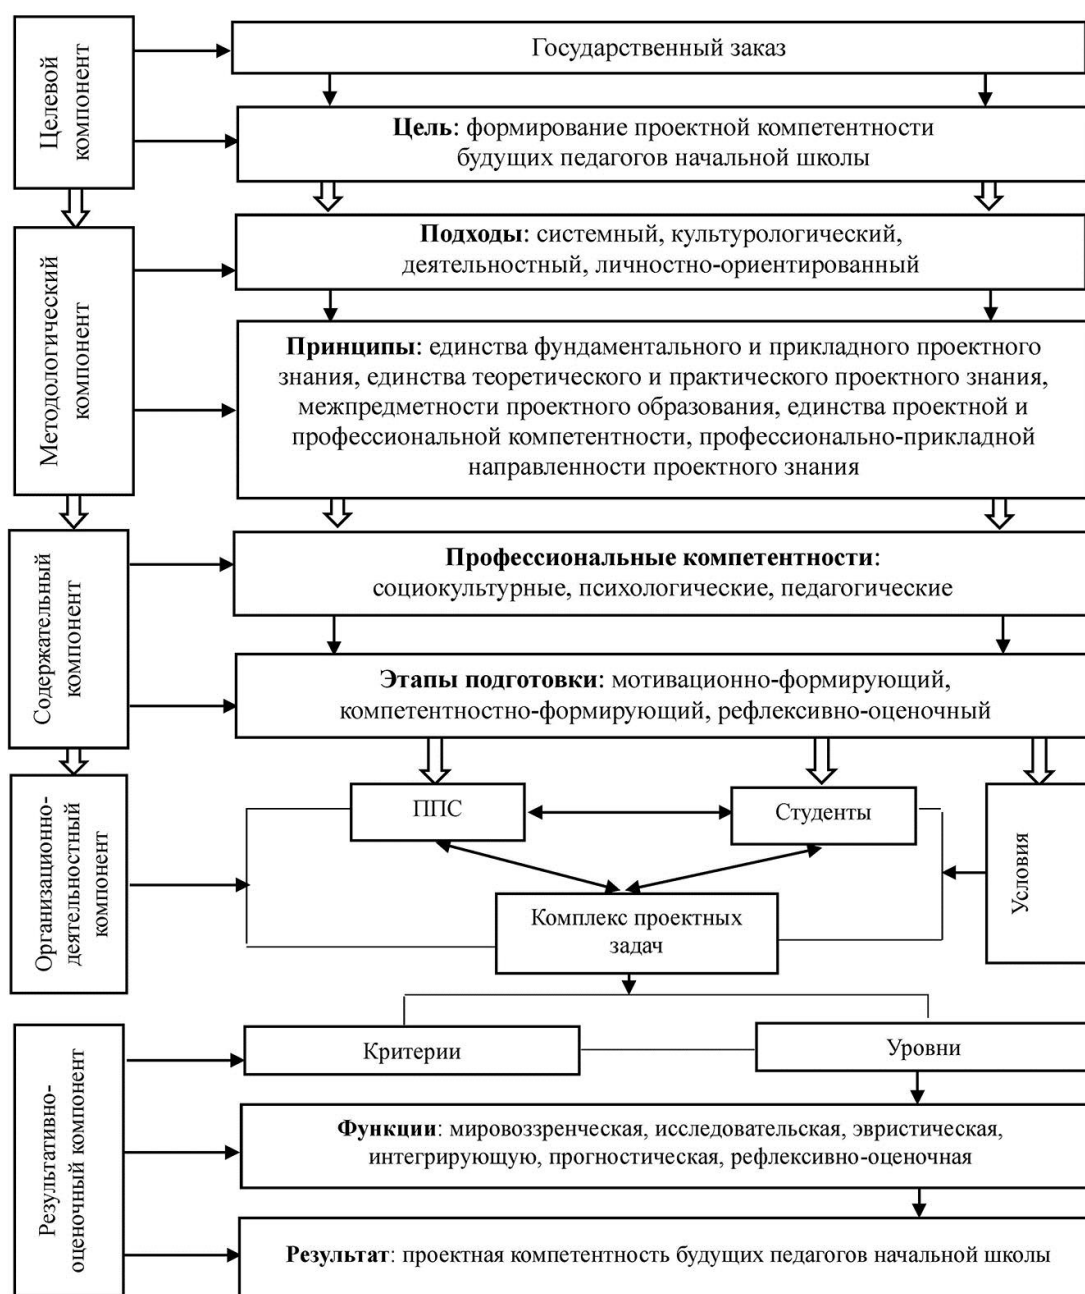 Целевой
компонент
Государственный заказ
Цель: формирование проектной компетентности
будущих педагогов начальной школы
Методологический
компонент
Подходы: системный, культурологический,
деятельностный, личностно-ориентированный
Принципы: единства фундаментального и прикладного проектного
знания, единства теоретического и практического проектного знания,
межпредметности проектного образования, единства проектной и
профессиональной компетентности, профессионально-прикладной
направленности проектного знания
Содержательный
компонент
Профессиональные компетентности:
социокультурные, психологические, педагогические
Этапы подготовки: мотивационно-формирующий,
компетентностно-формирующий, рефлексивно-оценочный
Организационно-
деятельностный
компонент
ППС
Студенты
Условия
Комплекс проектных
задач
Результативно-
оценочный компонент
Критерии
Уровни
Функции: мировоззренческая, исследовательская, эвристическая,
интегрирующую, прогностическая, рефлексивно-оценочная
Результат: проектная компетентность будущих педагогов начальной школы